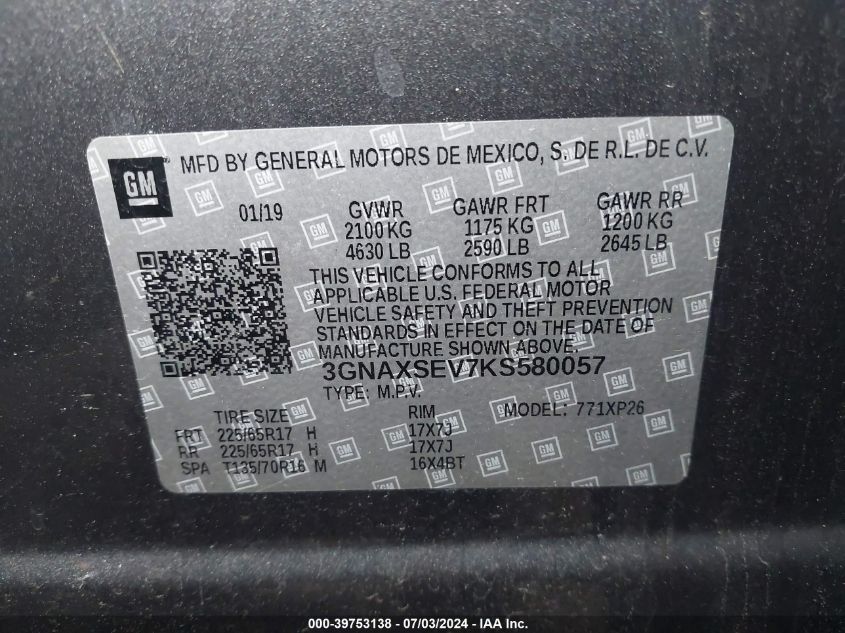 GM
MFD BY GENERAL MOTORS DE MEXICO, S. DE R.L. DE C.V.
01/19 GVWR GAWR FRT GAWR RR
2100 KG 1175 KG 1200 KG
4630 LB 2590 LB 2645 LB
THIS VEHICLE CONFORMS TO ALL
APPLICABLE U.S. FEDERAL MOTOR
VEHICLE SAFETY AND THEFT PREVENTION
STANDARDS IN EFFECT ON THE DATE OF
MANUFACTURE SHOWN ABOVE.
3GNAXSEV7KS580057
TYPE: M.P.V.
TIRE SIZE RIM MODEL: 771XP26
FRT 225/65R17 H 17X7J
RR 225/65R17 H 17X7J
SPA T135/70R16 M 16X4BT
000-39753138 - 07/03/2024 - IAA Inc.